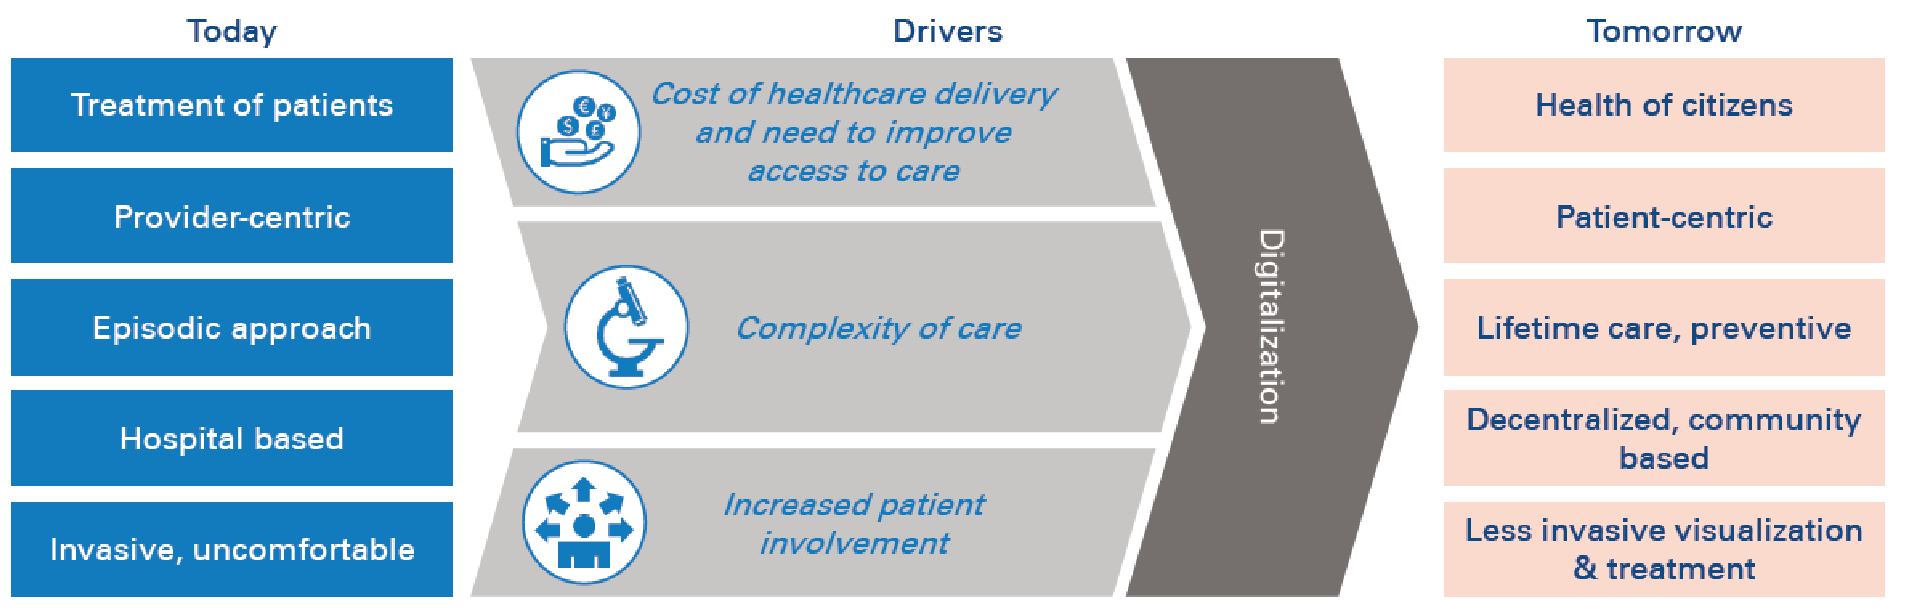 Today
Treatment of patients
Provider-centric
Episodic approach
Hospital based
Invasive, uncomfortable
Drivers
€
¥
$
£
Cost of healthcare delivery
and need to improve
access to care
Complexity of care
Increased patient
involvement
Digitalization
Tomorrow
Health of citizens
Patient-centric
Lifetime care, preventive
Decentralized, community
based
Less invasive visualization
& treatment